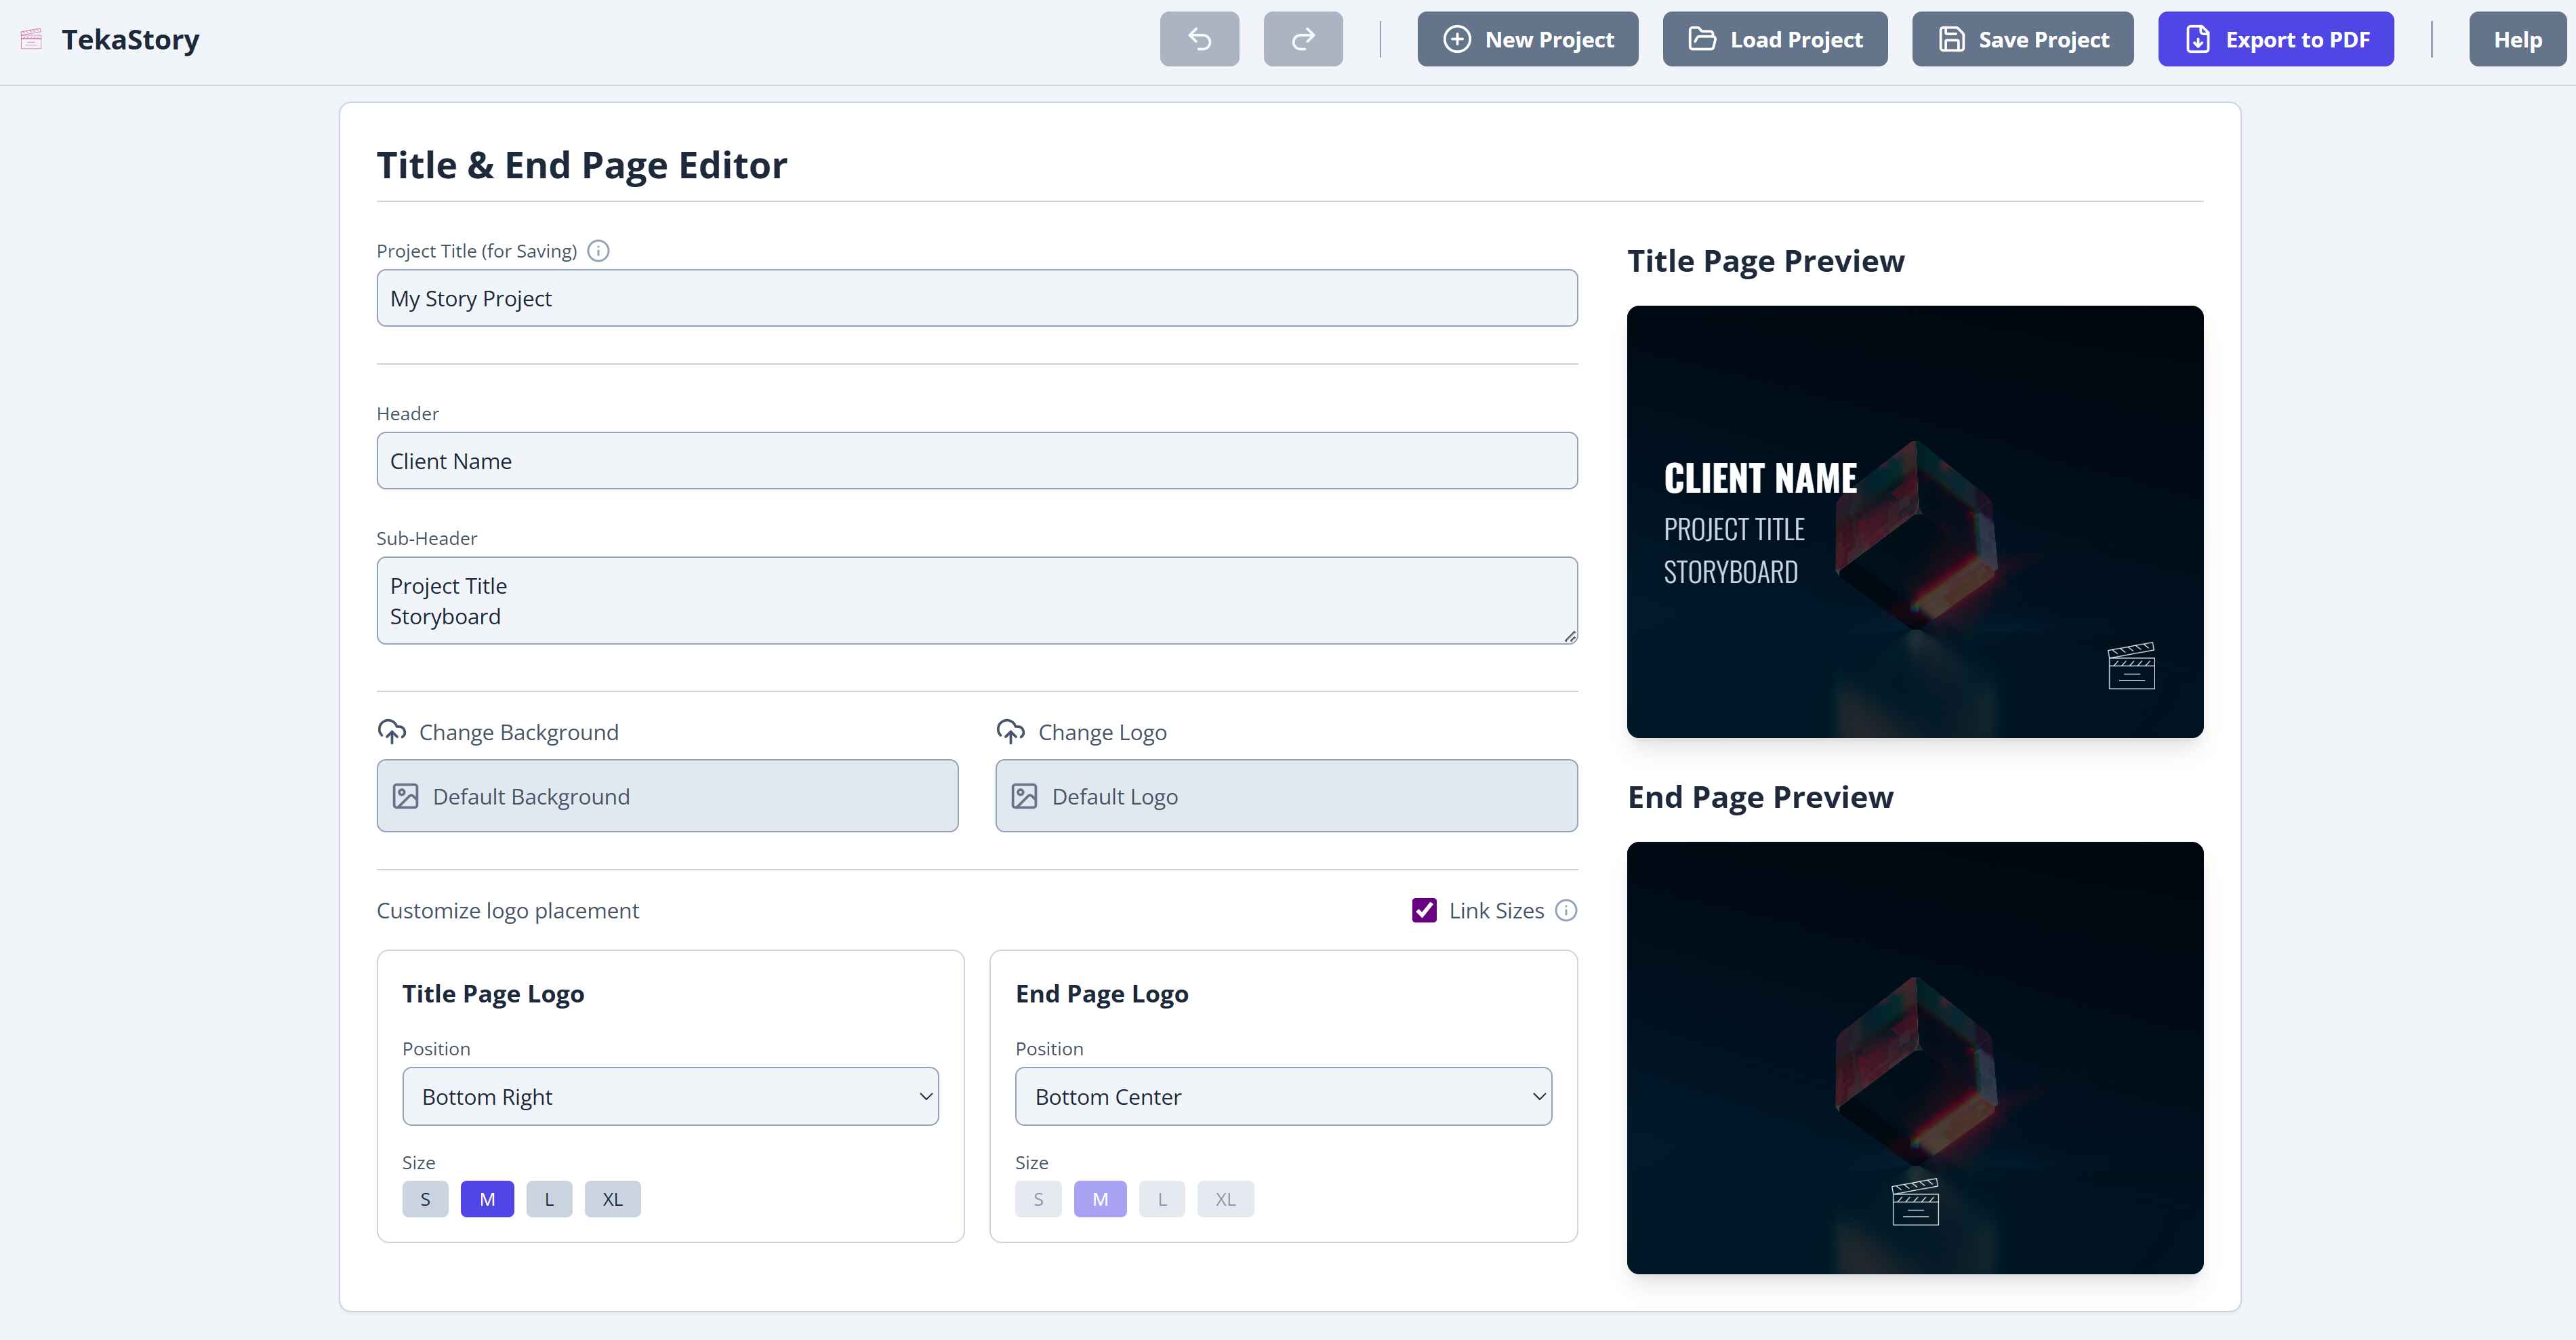 TekaStory
New Project
Load Project
Save Project
Export to PDF
Help
Title & End Page Editor
Project Title (for Saving)
My Story Project
Header
Client Name
Sub-Header
Project Title
Storyboard
Change Background
Default Background
Change Logo
Default Logo
Customize logo placement
Link Sizes
Title Page Logo
Position
Bottom Right
Size
S M L XL
End Page Logo
Position
Bottom Center
Size
S M L XL
Title Page Preview
CLIENT NAME
PROJECT TITLE
STORYBOARD
End Page Preview